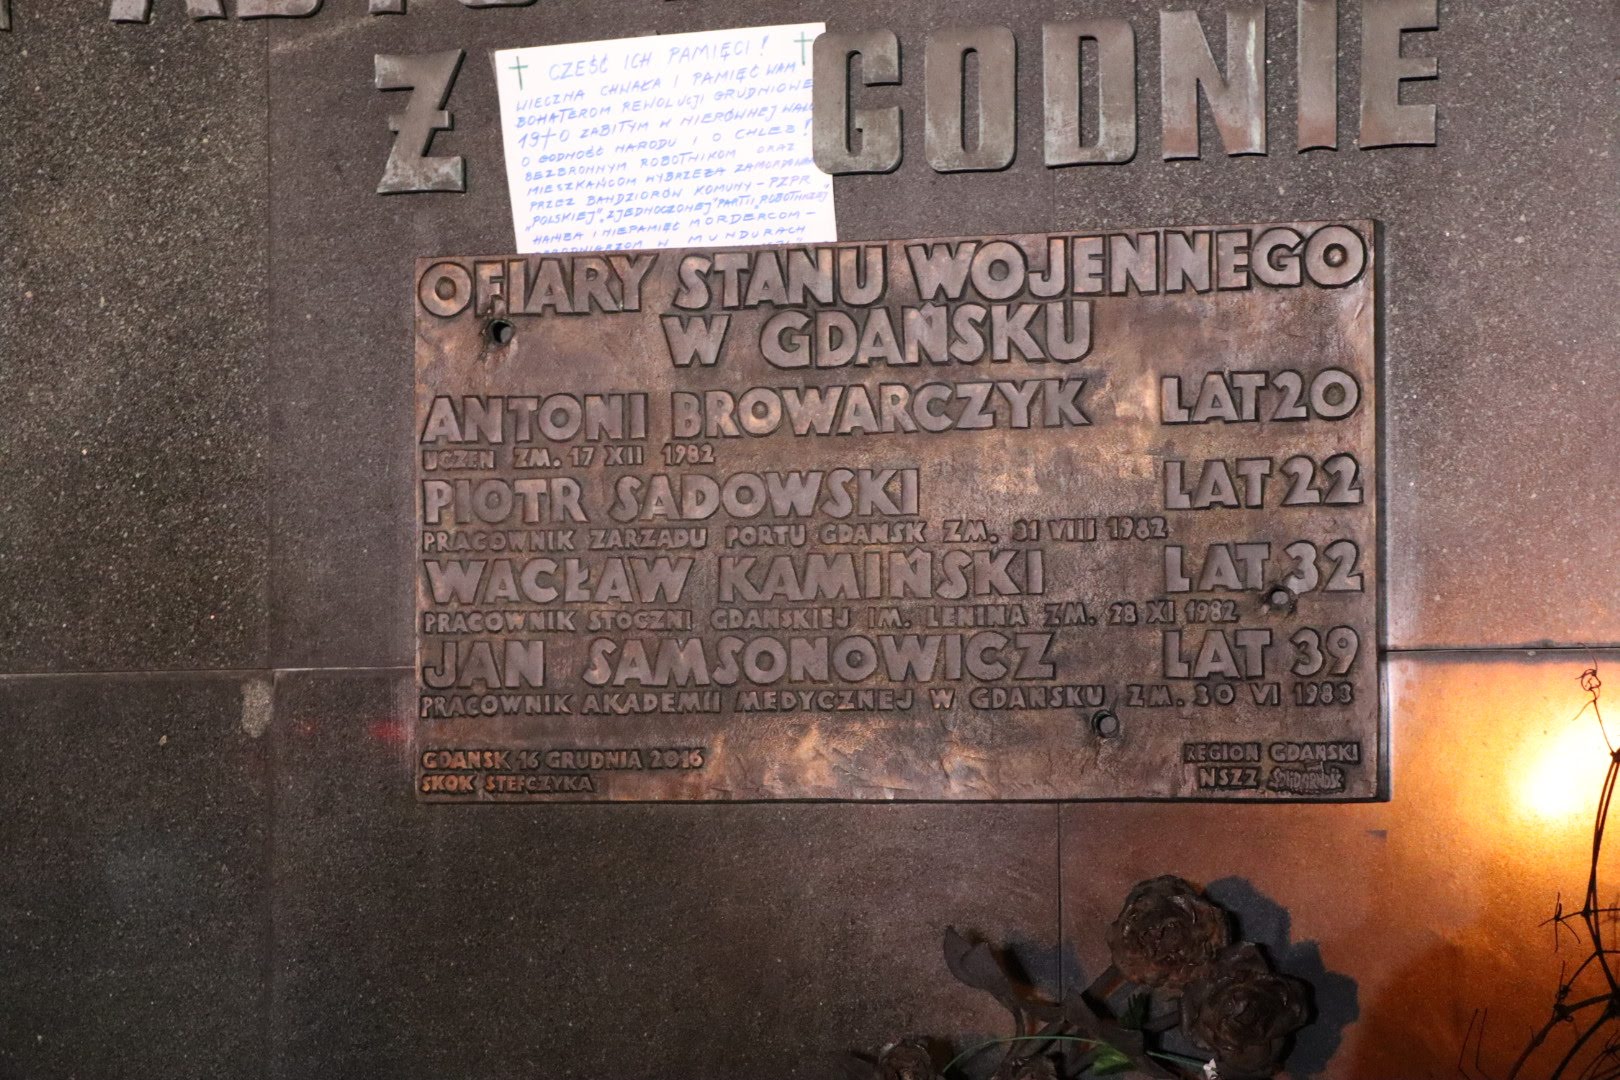 Ż GODNIE
CZEŚĆ ICH PAMIĘCI!
WIECZNA CHWAŁA I PAMIĘĆ WAM
BOHATEROM REWOLUCJI GRUDNIOWE
1970 ZABITYM W NIERÓWNEJ WAL
O GODNOŚĆ NARODU I O CHLEB!
BEZBRONNYM ROBOTNIKOM ORAZ
MIESZKAŃCOM WYBRZEŻA ZAMORDOWAN
PRZEZ BANDZIORÓW KOMUNY-PZPR
"POLSKIEJ" "ZJEDNOCZONEJ" PARTII "ROBOTNICZEJ"
HAŃBA I NIEPAMIĘĆ MORDERCOM-
W MUNDURACH
OFIARY STANU WOJENNEGO
W GDAŃSKU
ANTONI BROWARCZYK LAT 20
UCZEŃ ZM. 17 XII 1982
PIOTR SADOWSKI LAT 22
PRACOWNIK ZARZĄDU PORTU GDAŃSK ZM. 31 VIII 1982
WACŁAW KAMIŃSKI LAT 32
PRACOWNIK STOCZNI GDAŃSKIEJ IM. LENINA ZM. 28 XI 1982
JAN SAMSONOWICZ LAT 39
PRACOWNIK AKADEMII MEDYCZNEJ W GDAŃSKU ZM. 30 VI 1983
GDAŃSK 16 GRUDNIA 2016 REGION GDAŃSKI
SKOK STEFCZYKA NSZZ Solidarność